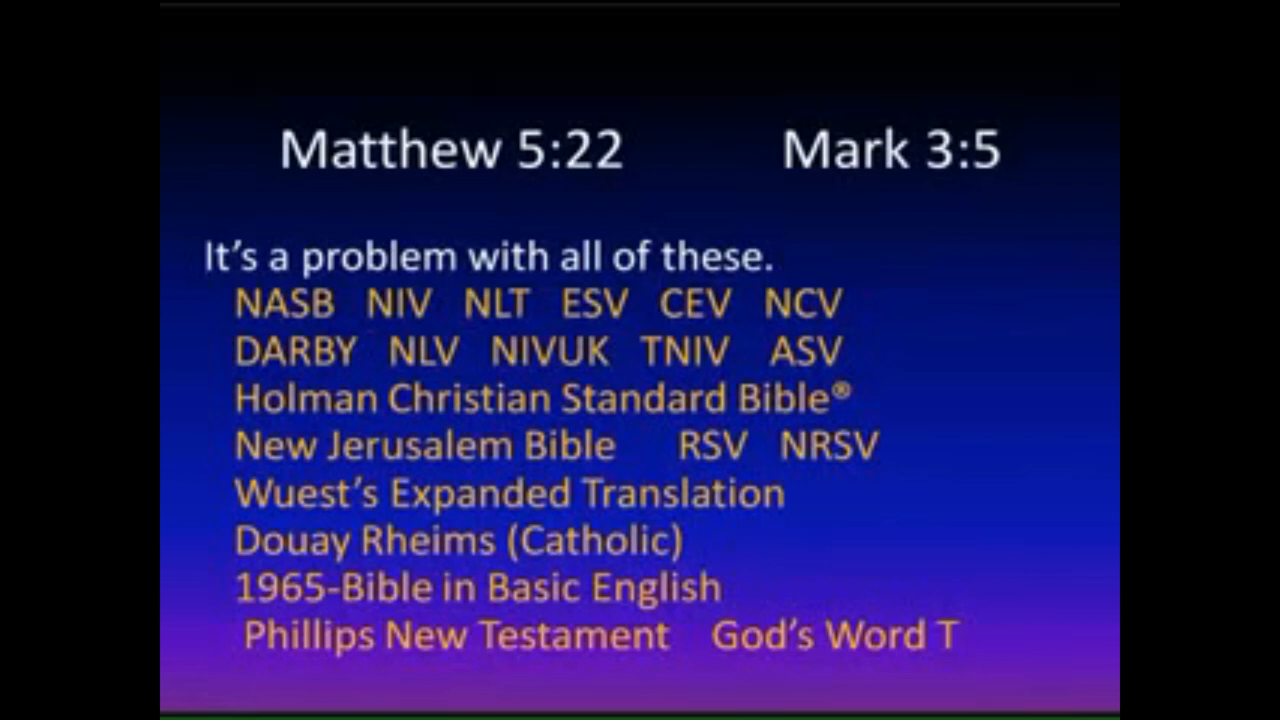 Matthew 5:22 Mark 3:5
It's a problem with all of these.
NASB NIV NLT ESV CEV NCV
DARBY NLV NIVUK TNIV ASV
Holman Christian Standard Bible®
New Jerusalem Bible RSV NRSV
Wuest's Expanded Translation
Douay Rheims (Catholic)
1965-Bible in Basic English
Phillips New Testament God's Word T